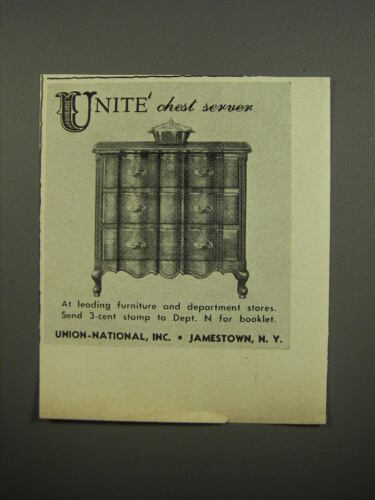 UNITE' chest server
At leading furniture and department stores.
Send 3-cent stamp to Dept. N for booklet.
UNION-NATIONAL, INC. • JAMESTOWN, N. Y.